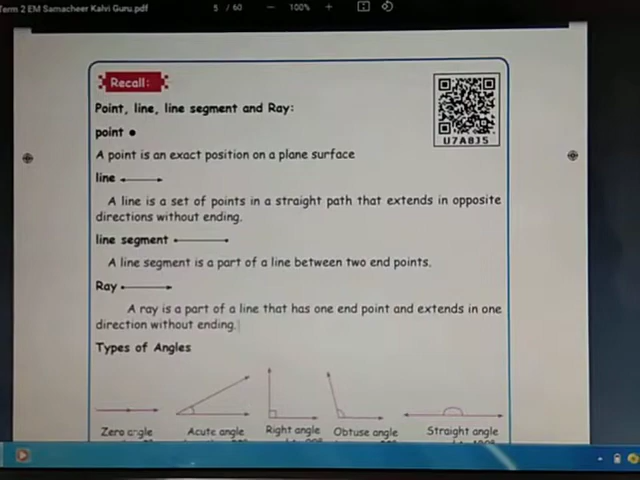 Term 2 EM Samacheer Kalvi Guru.pdf
5 / 60
100%
Recall:
U7A8J5
Point, line, line segment and Ray:
point
A point is an exact position on a plane surface
line
A line is a set of points in a straight path that extends in opposite
directions without ending.
line segment
A line segment is a part of a line between two end points.
Ray
A ray is a part of a line that has one end point and extends in one
direction without ending.
Types of Angles
Zero angle Acute angle Right angle Obtuse angle Straight angle